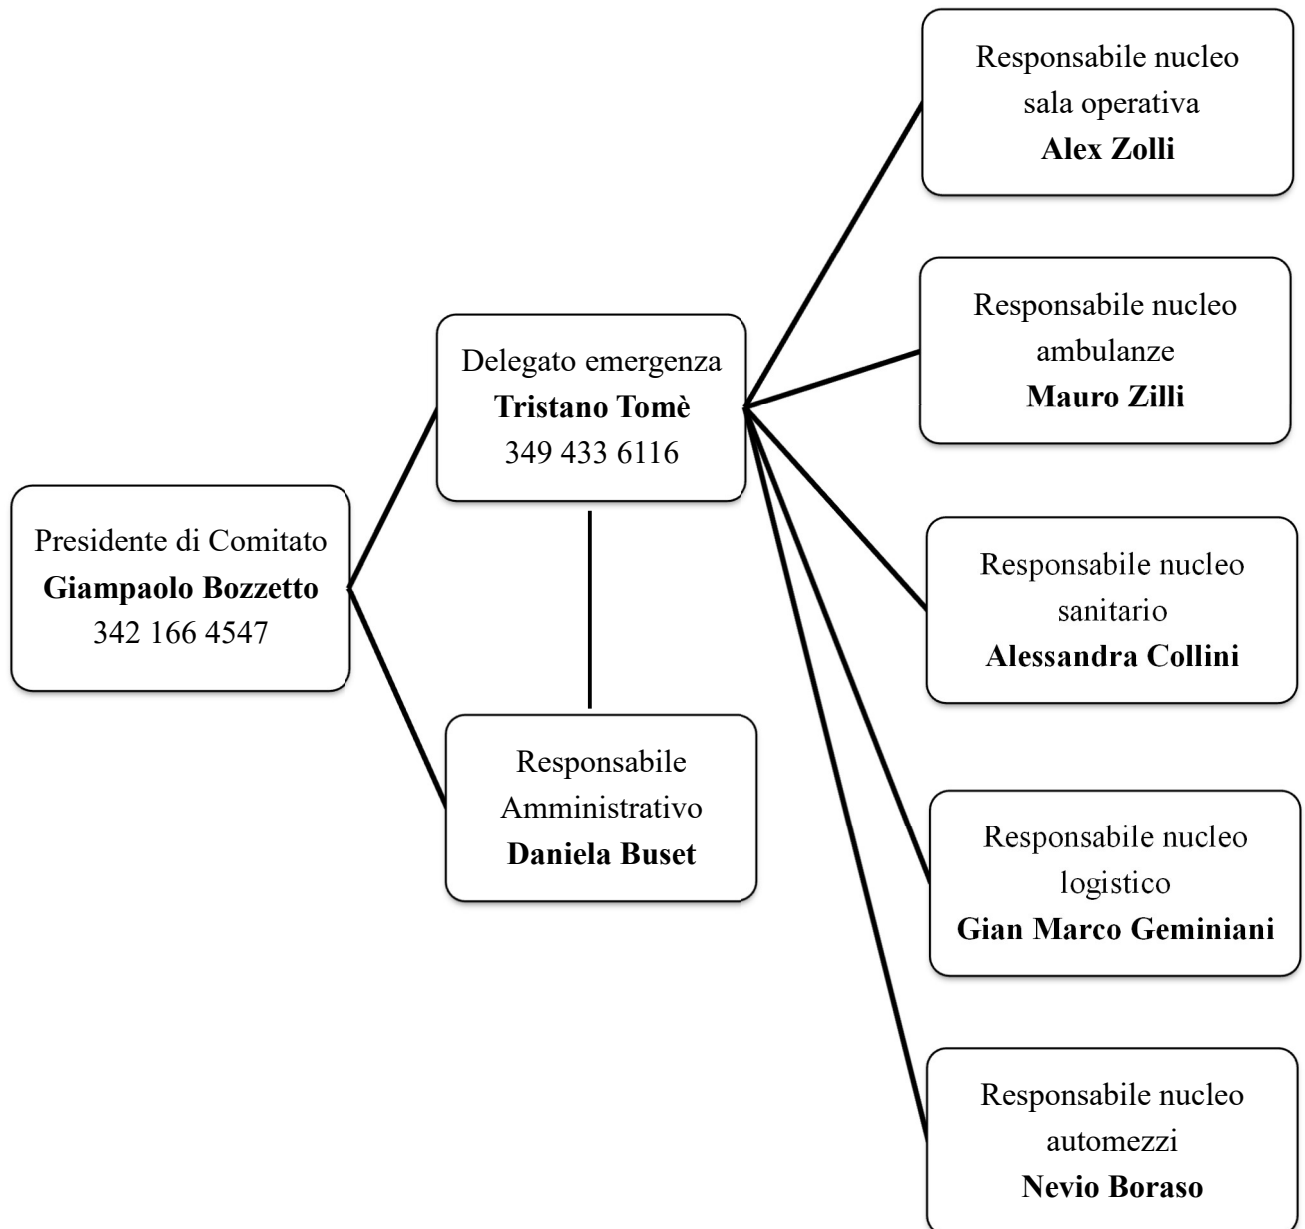 Presidente di Comitato
Giampaolo Bozzetto
342 166 4547
Delegato emergenza
Tristano Tomè
349 433 6116
Responsabile
Amministrativo
Daniela Buset
Responsabile nucleo
sala operativa
Alex Zolli
Responsabile nucleo
ambulanze
Mauro Zilli
Responsabile nucleo
sanitario
Alessandra Collini
Responsabile nucleo
logistico
Gian Marco Geminiani
Responsabile nucleo
automezzi
Nevio Boraso